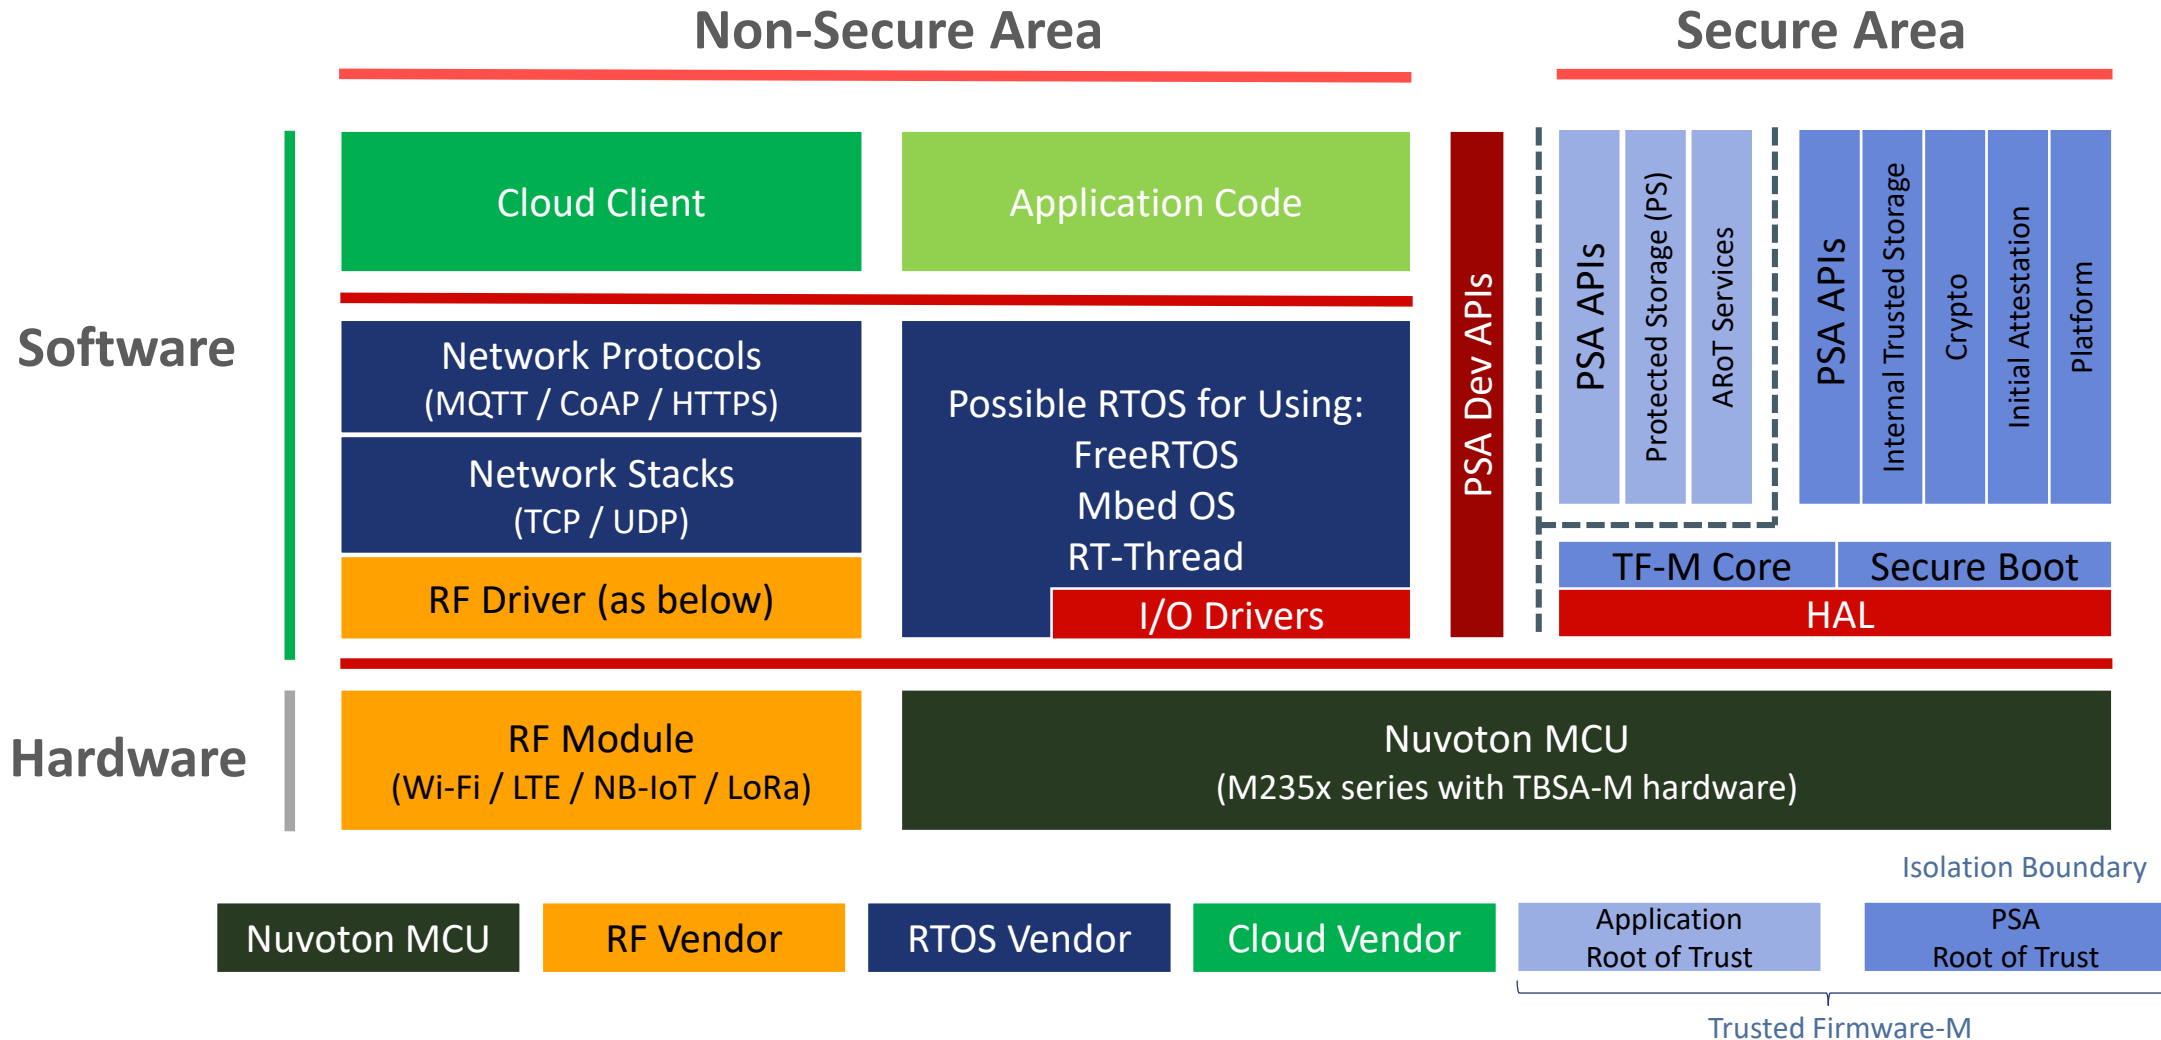 Non-Secure Area
Secure Area
Software
Cloud Client
Application Code
Network Protocols
(MQTT / CoAP / HTTPS)
Network Stacks
(TCP / UDP)
RF Driver (as below)
Possible RTOS for Using:
FreeRTOS
Mbed OS
RT-Thread
I/O Drivers
PSA Dev APIs
PSA APIs
Protected Storage (PS)
ARoT Services
PSA APIs
Internal Trusted Storage
Crypto
Initial Attestation
Platform
TF-M Core
Secure Boot
HAL
Hardware
RF Module
(Wi-Fi / LTE / NB-IoT / LoRa)
Nuvoton MCU
(M235x series with TBSA-M hardware)
Isolation Boundary
Nuvoton MCU
RF Vendor
RTOS Vendor
Cloud Vendor
Application
Root of Trust
PSA
Root of Trust
Trusted Firmware-M